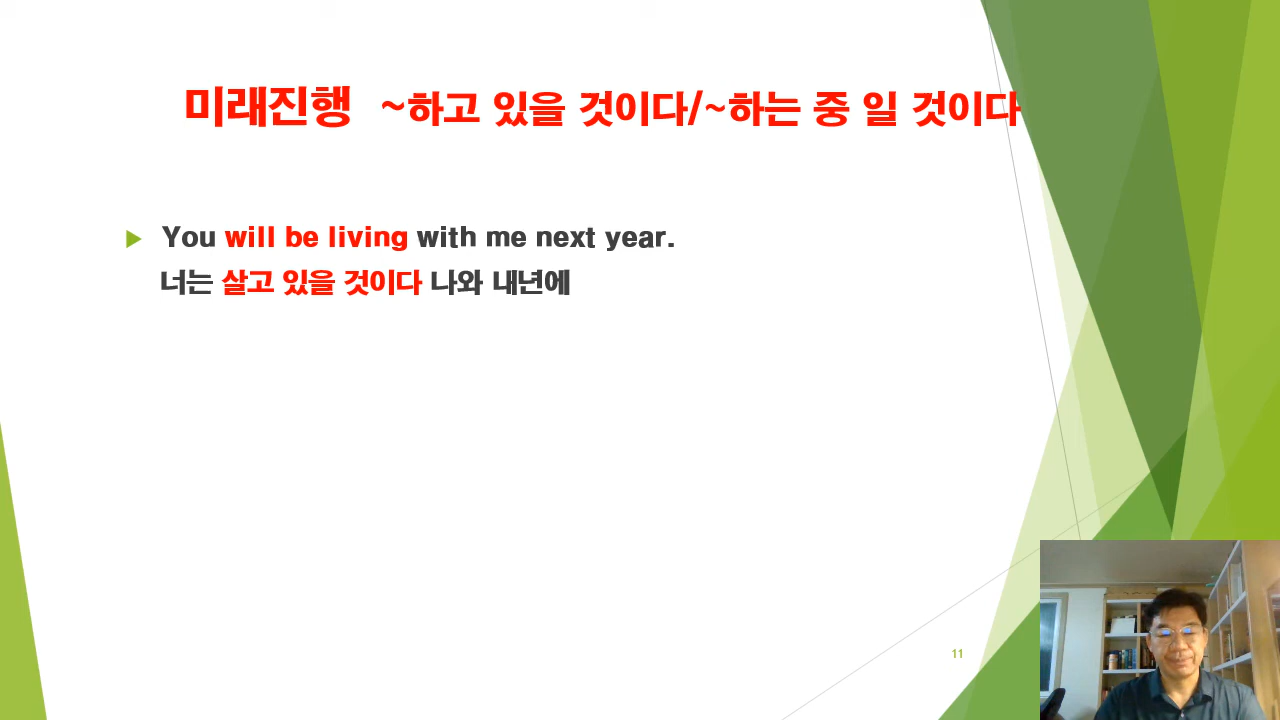 미래진행 ~하고 있을 것이다/~하는 중 일 것이다
You will be living with me next year.
너는 살고 있을 것이다 나와 내년에
11